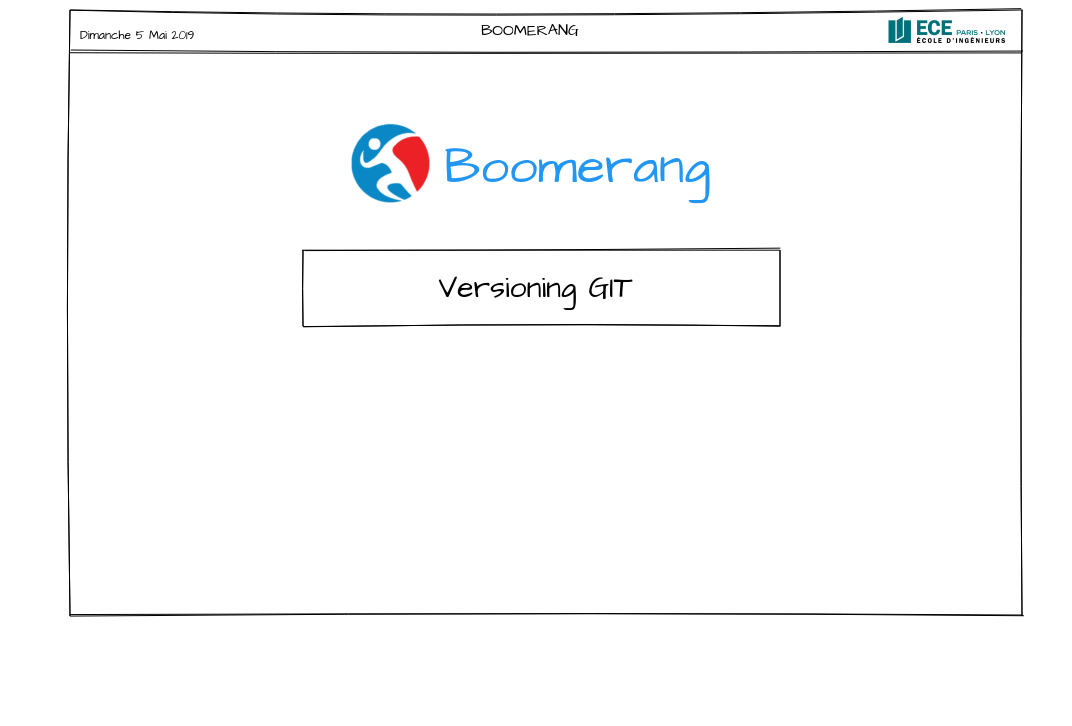 Dimanche 5 Mai 2019
BOOMERANG
ECE PARIS • LYON
ÉCOLE D'INGÉNIEURS
Boomerang
Versioning GIT